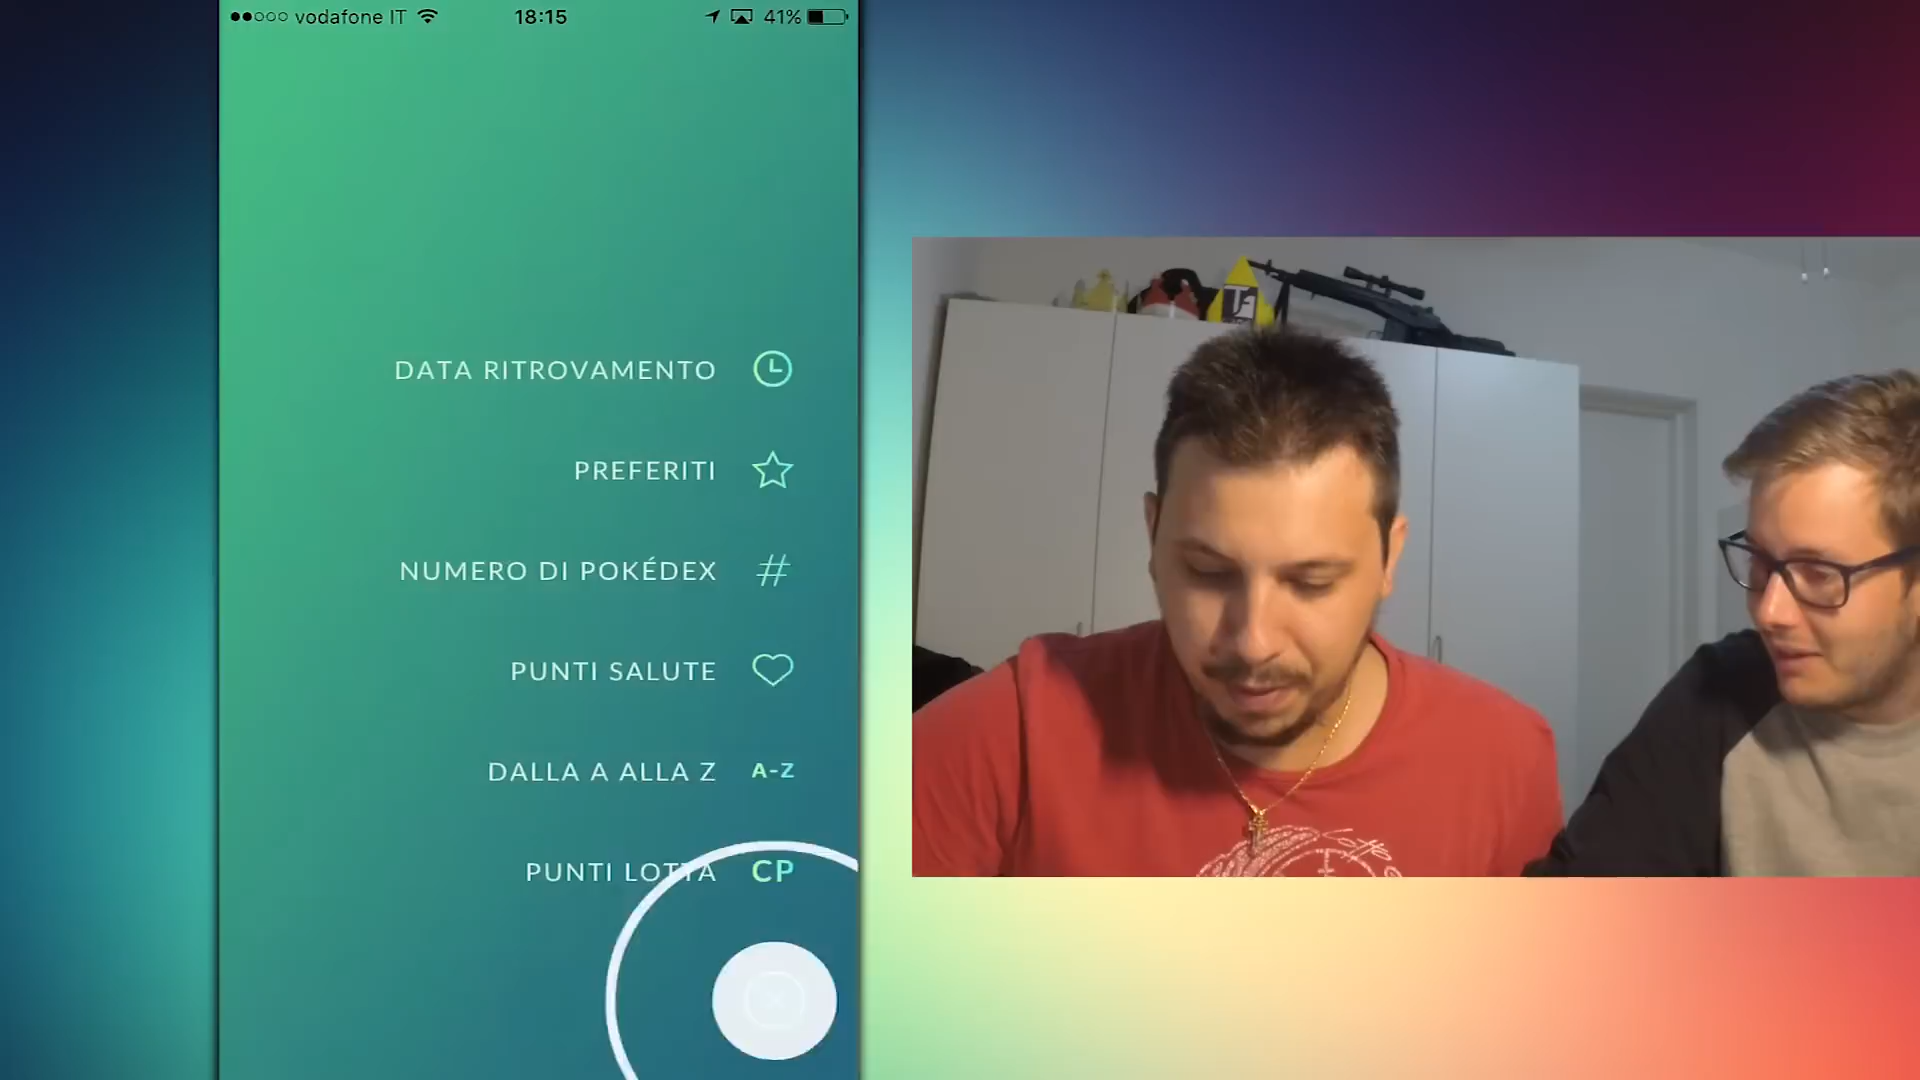 vodafone IT 18:15 41%
DATA RITROVAMENTO
PREFERITI
NUMERO DI POKÉDEX #
PUNTI SALUTE
DALLA A ALLA Z A-Z
PUNTI LOTTA CP